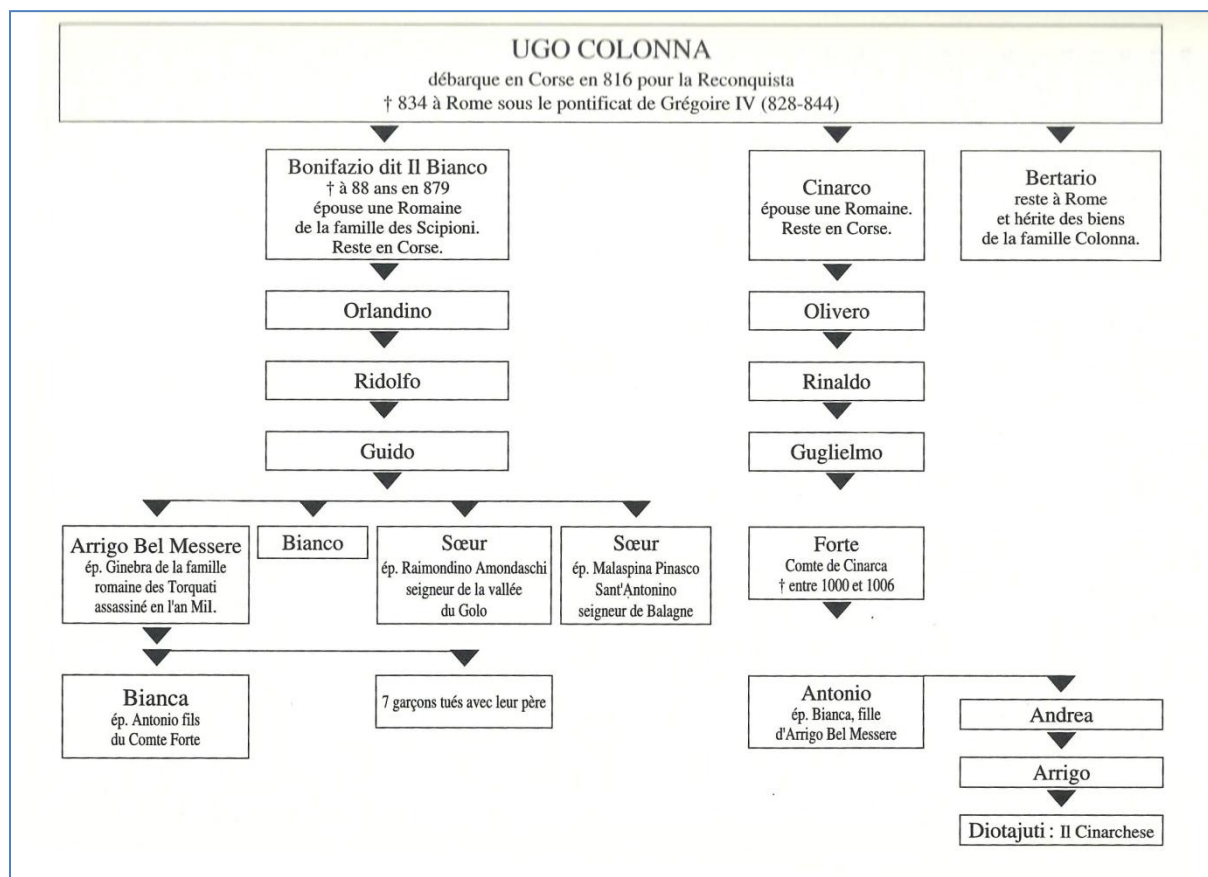 UGO COLONNA
débarque en Corse en 816 pour la Reconquista
† 834 à Rome sous le pontificat de Grégoire IV (828-844)
Bonifazio dit Il Bianco
† à 88 ans en 879
épouse une Romaine
de la famille des Scipioni.
Reste en Corse.
Cinarco
épouse une Romaine.
Reste en Corse.
Bertario
reste à Rome
et hérite des biens
de la famille Colonna.
Orlandino
Olivero
Ridolfo
Rinaldo
Guido
Guglielmo
Arrigo Bel Messere
ép. Ginebra de la famille
romaine des Torquati
assassiné en l'an Mil.
Bianco
Sœur
ép. Raimondino Amondaschi
seigneur de la vallée
du Golo
Sœur
ép. Malaspina Pinasco
Sant'Antonino
seigneur de Balagne
Forte
Comte de Cinarca
† entre 1000 et 1006
Bianca
ép. Antonio fils
du Comte Forte
7 garçons tués avec leur père
Antonio
ép. Bianca, fille
d'Arrigo Bel Messere
Andrea
Arrigo
Diotajuti : Il Cinarchese